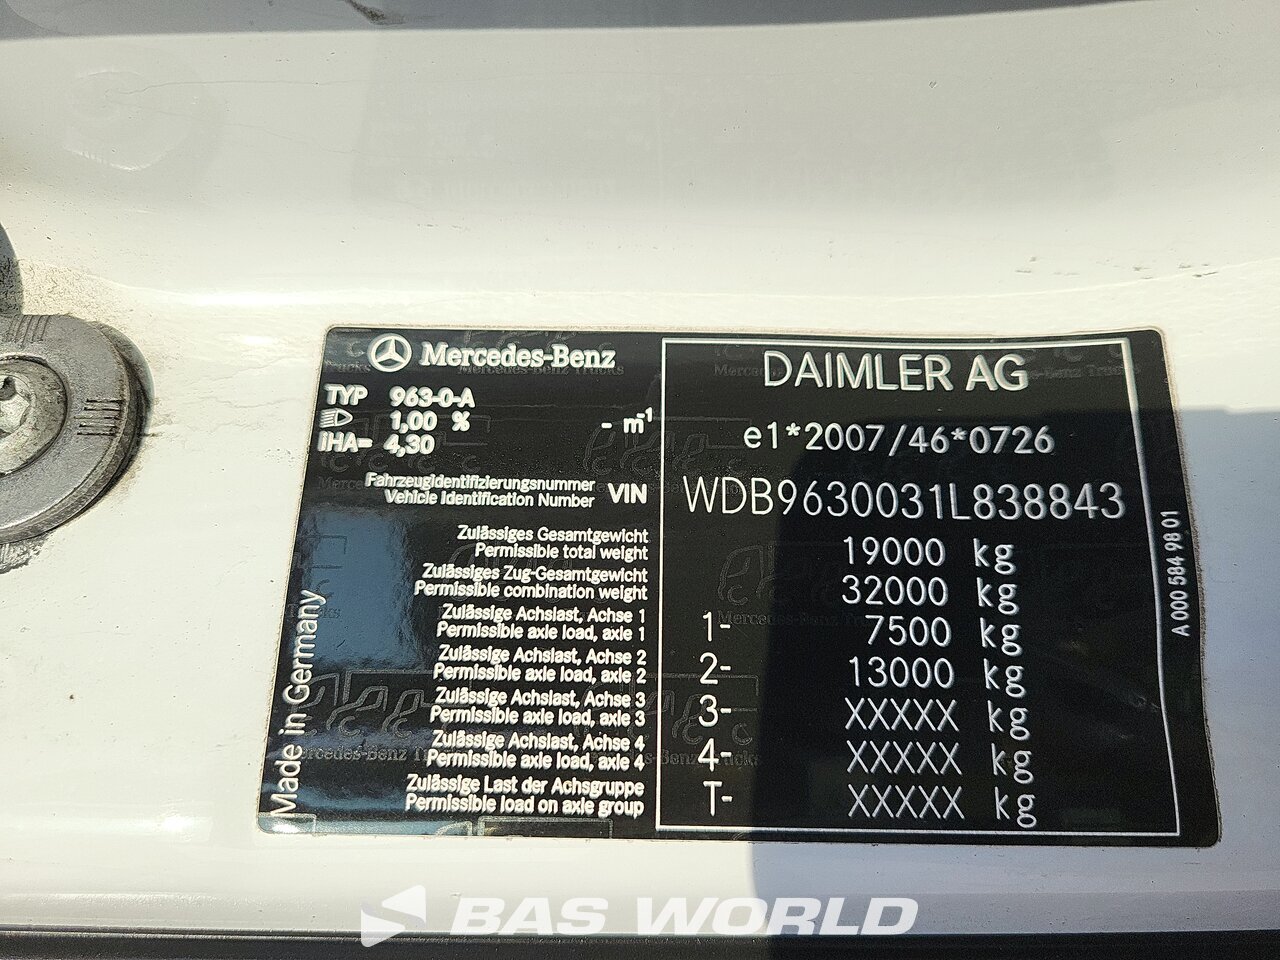 Mercedes-Benz
TYP 963-0-A
1,00 % - m-1
iHA= 4,30
DAIMLER AG
e1*2007/46*0726
Fahrzeugidentifizierungsnummer
Vehicle Identification Number VIN WDB9630031L838843
Zulässiges Gesamtgewicht
Permissible total weight 19000 kg
Zulässiges Zug-Gesamtgewicht
Permissible combination weight 32000 kg
Zulässige Achslast, Achse 1
Permissible axle load, axle 1 1- 7500 kg
Zulässige Achslast, Achse 2
Permissible axle load, axle 2 2- 13000 kg
Zulässige Achslast, Achse 3
Permissible axle load, axle 3 3- XXXXX kg
Zulässige Achslast, Achse 4
Permissible axle load, axle 4 4- XXXXX kg
Zulässige Last der Achsgruppe
Permissible load on axle group T- XXXXX kg
Made in Germany
A 000 584 98 01
BAS WORLD